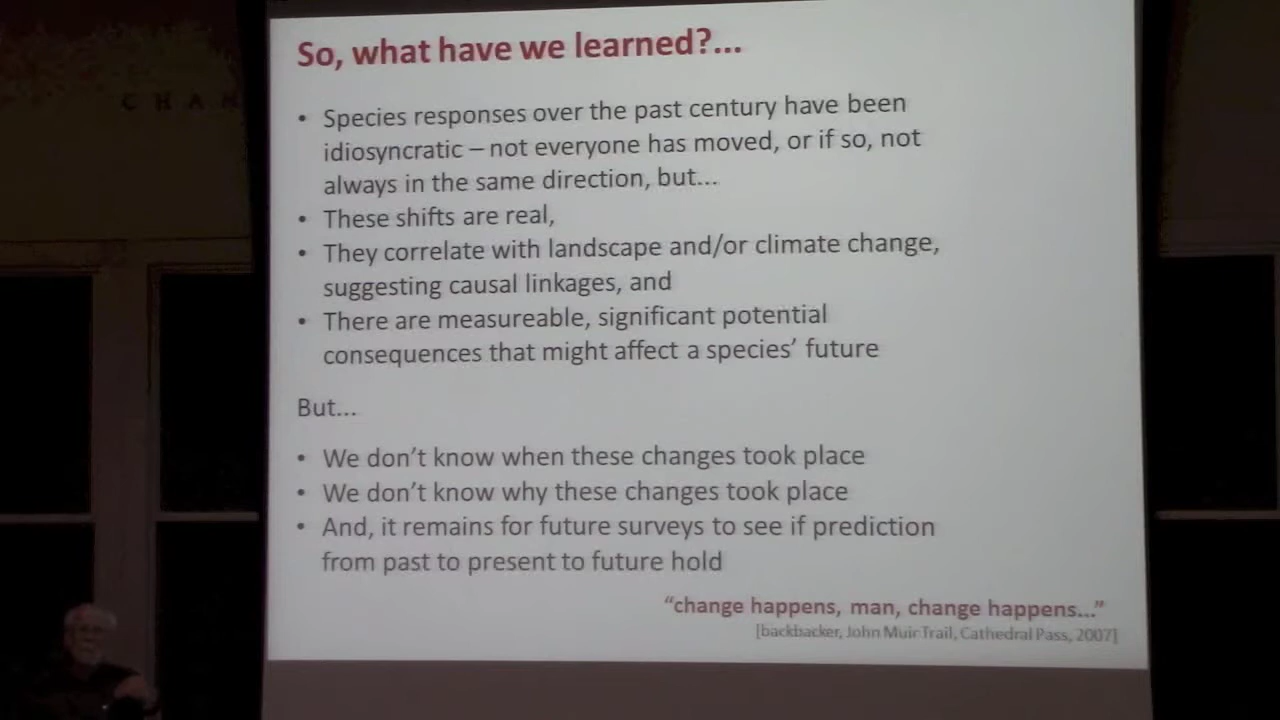 So, what have we learned?...
C H A
• Species responses over the past century have been
idiosyncratic – not everyone has moved, or if so, not
always in the same direction, but...
• These shifts are real,
• They correlate with landscape and/or climate change,
suggesting causal linkages, and
• There are measureable, significant potential
consequences that might affect a species’ future
But...
• We don’t know when these changes took place
• We don’t know why these changes took place
• And, it remains for future surveys to see if prediction
from past to present to future hold
“change happens, man, change happens...”
[backbacker, John Muir Trail, Cathedral Pass, 2007]